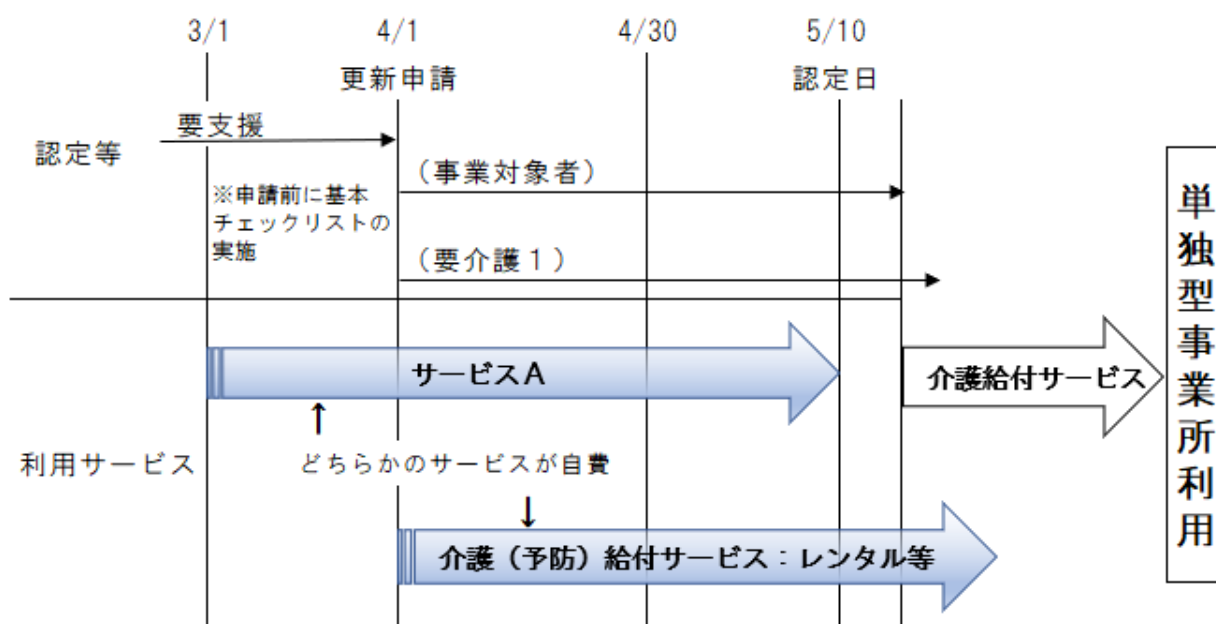 3/1
4/1
4/30
5/10
更新申請
認定日
認定等
要支援
(事業対象者)
※申請前に基本
チェックリストの
実施
(要介護1)
サービスA
介護給付サービス
利用サービス
どちらかのサービスが自費
介護(予防)給付サービス:レンタル等
単独型事業所利用